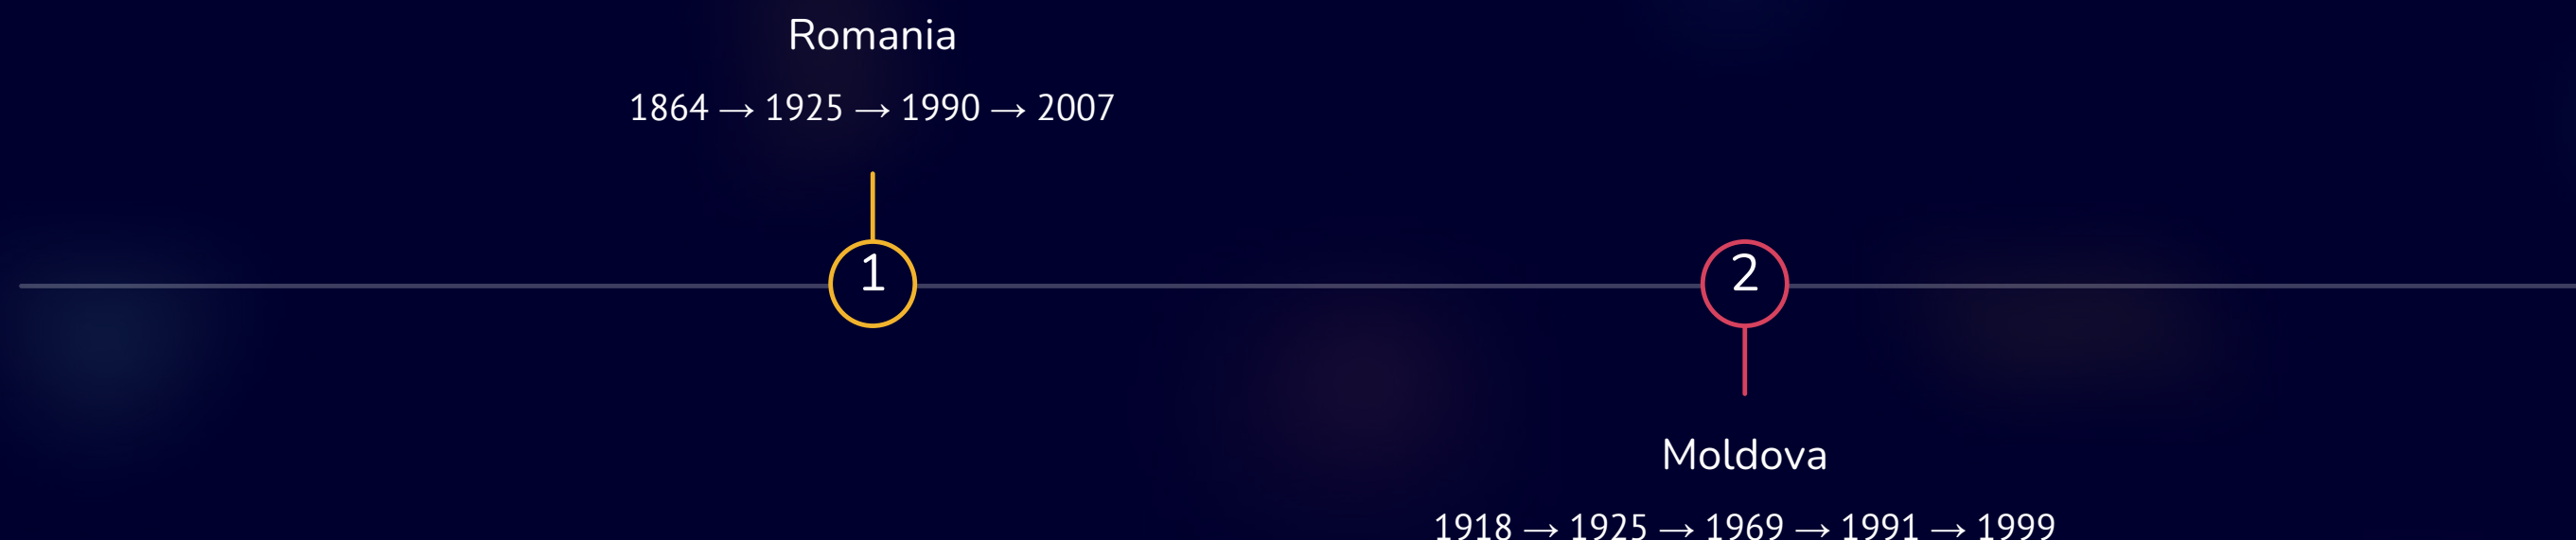 Romania
1864 → 1925 → 1990 → 2007
1
2
Moldova
1918 → 1925 → 1969 → 1991 → 1999